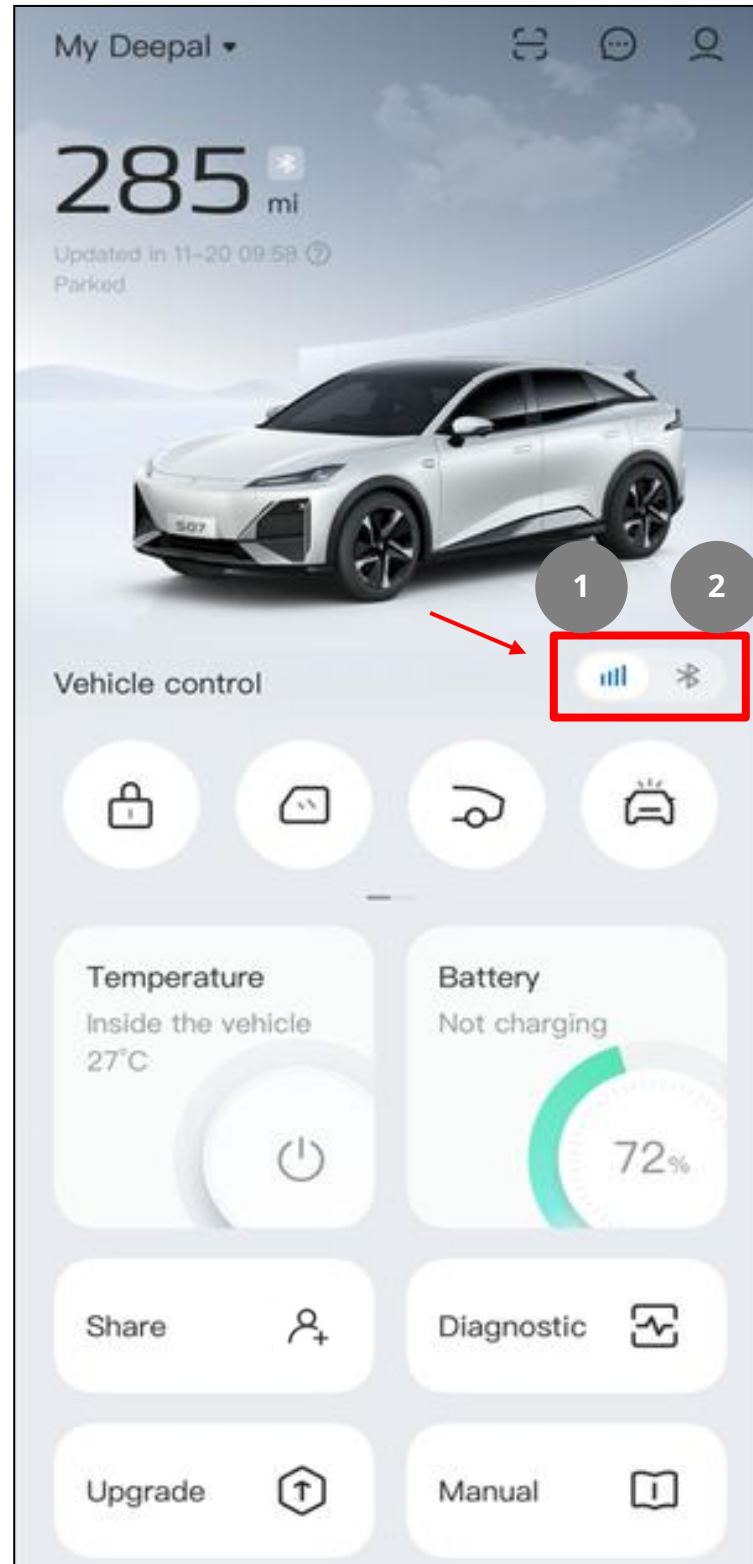 My Deepal
285 mi
Updated in 11-20 09:58
Parked
S07
1 2
Vehicle control
Temperature
Inside the vehicle
27°C
Battery
Not charging
72%
Share
Diagnostic
Upgrade
Manual